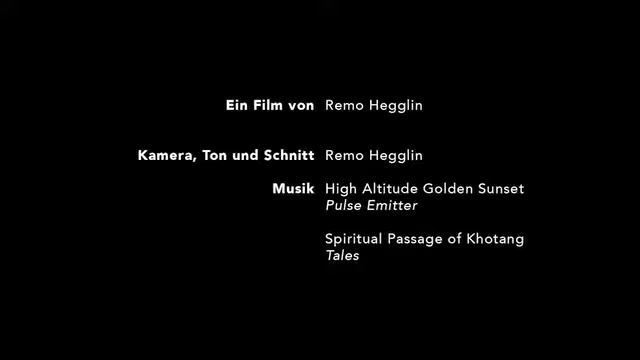 Ein Film von Remo Hegglin
Kamera, Ton und Schnitt Remo Hegglin
Musik High Altitude Golden Sunset
Pulse Emitter
Spiritual Passage of Khotang
Tales